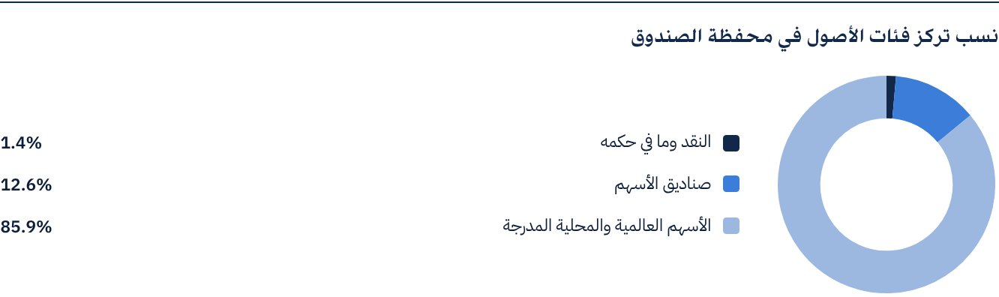 نسب تركز فئات الأصول في محفظة الصندوق
النقد وما في حكمه 1.4%
صناديق الأسهم 12.6%
الأسهم العالمية والمحلية المدرجة 85.9%